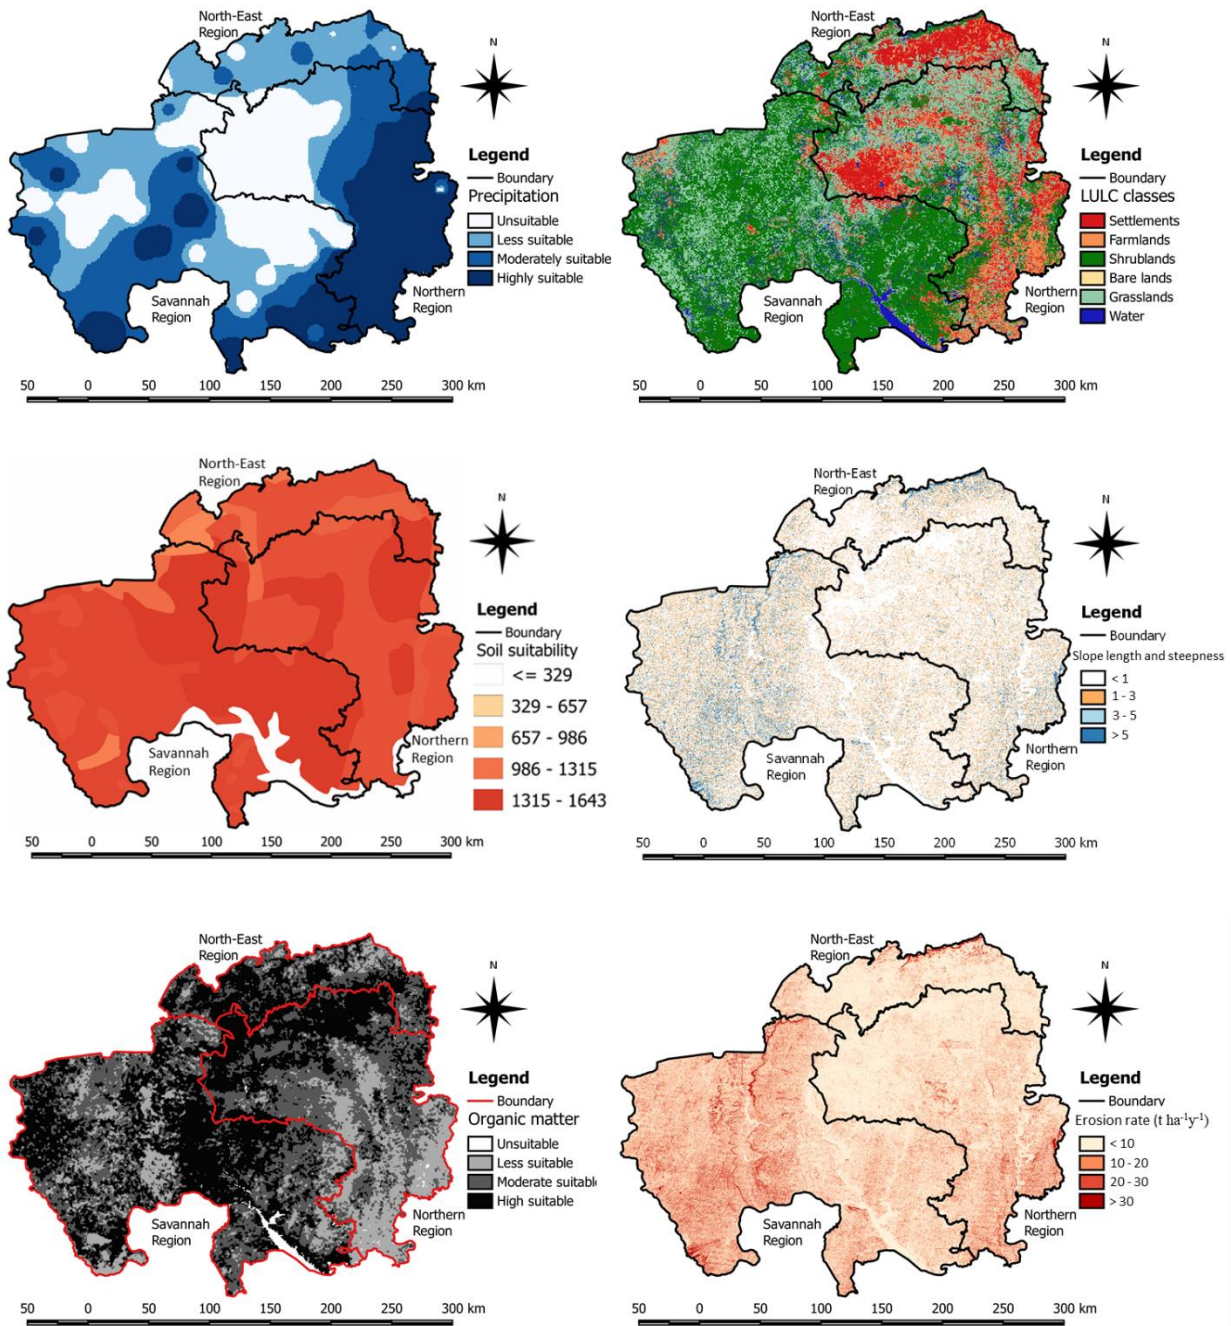 North-East
Region
N
Legend
Boundary
Precipitation
Unsuitable
Less suitable
Moderately suitable
Highly suitable
Savannah
Region
Northern
Region
50 0 50 100 150 200 250 300 km
North-East
Region
N
Legend
Boundary
LULC classes
Settlements
Farmlands
Shrublands
Bare lands
Grasslands
Water
Savannah
Region
Northern
Region
50 0 50 100 150 200 250 300 km
North-East
Region
N
Legend
Boundary
Soil suitability
<= 329
329 - 657
657 - 986
986 - 1315
1315 - 1643
Savannah
Region
Northern
Region
50 0 50 100 150 200 250 300 km
North-East
Region
N
Legend
Boundary
Slope length and steepness
< 1
1 - 3
3 - 5
> 5
Savannah
Region
Northern
Region
50 0 50 100 150 200 250 300 km
North-East
Region
N
Legend
Boundary
Organic matter
Unsuitable
Less suitable
Moderate suitable
High suitable
Savannah
Region
Northern
Region
50 0 50 100 150 200 250 300 km
North-East
Region
N
Legend
Boundary
Erosion rate (t ha⁻¹y⁻¹)
< 10
10 - 20
20 - 30
> 30
Savannah
Region
Northern
Region
50 0 50 100 150 200 250 300 km